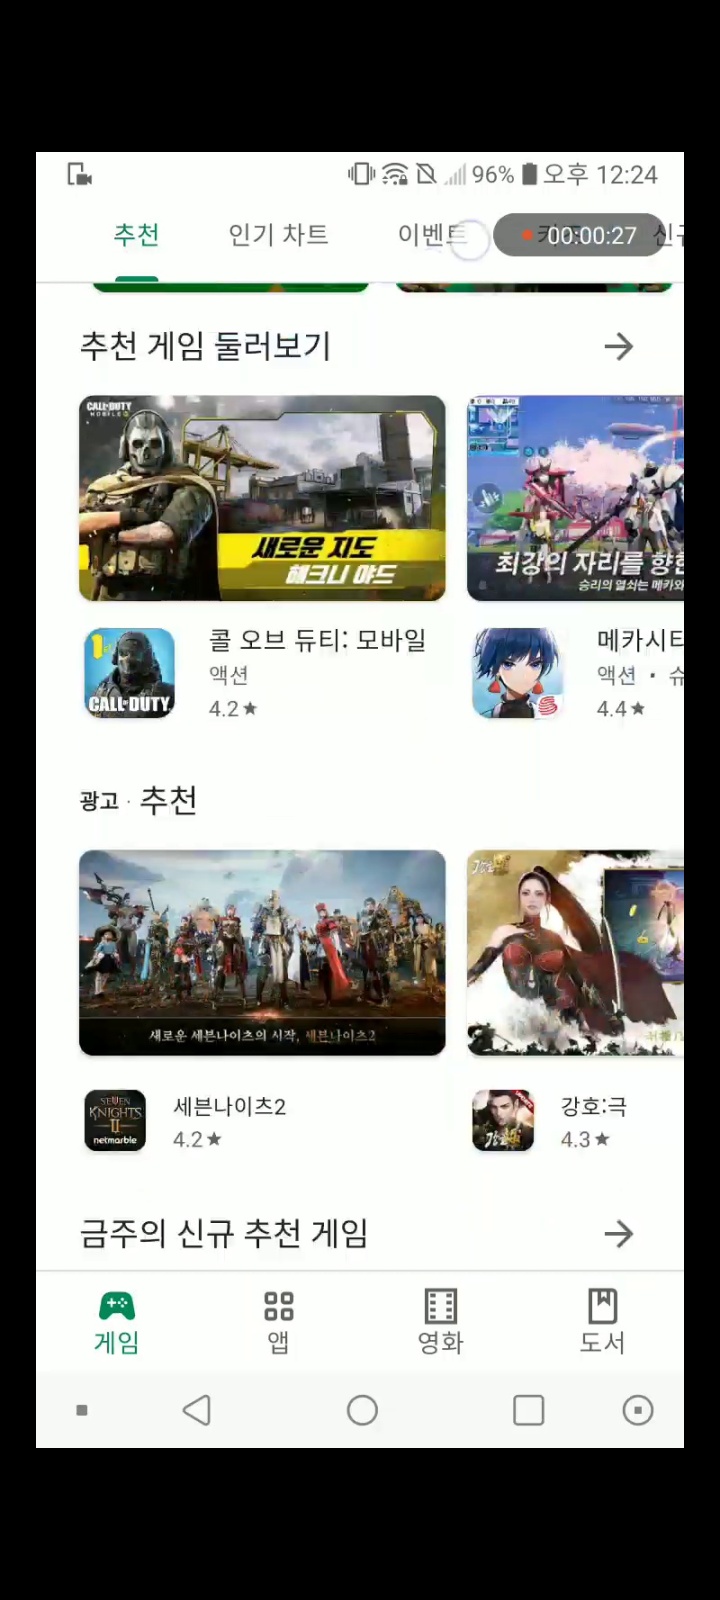 96% 오후 12:24
추천 인기 차트 이벤트 00:00:27 신규
추천 게임 둘러보기
CALL OF DUTY
MOBILE
새로운 지도
해크니 야드
최강의 자리를 향한
승리의 열쇠는 메카와
CALL OF DUTY
콜 오브 듀티: 모바일
액션
4.2★
메카시티
액션 · 슈
4.4★
광고 · 추천
새로운 세븐나이츠의 시작, 세븐나이츠2
SEVEN
KNIGHTS
II
netmarble
세븐나이츠2
4.2★
강호:극
4.3★
금주의 신규 추천 게임
게임 앱 영화 도서